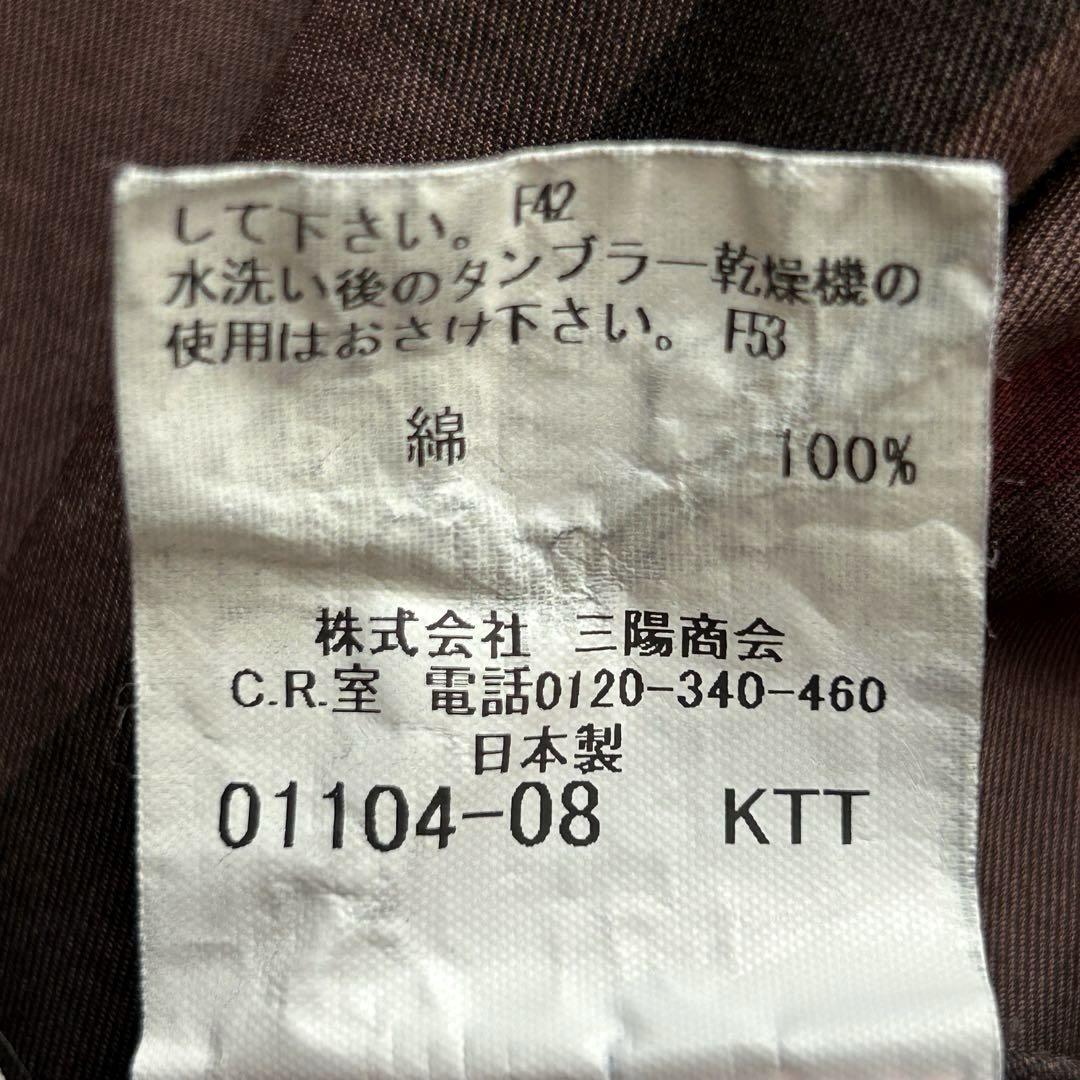 して下さい。 F42
水洗い後のタンブラー乾燥機の
使用はおさけ下さい。 F53
綿 100%
株式会社 三陽商会
C.R.室 電話0120-340-460
日本製
01104-08 KTT